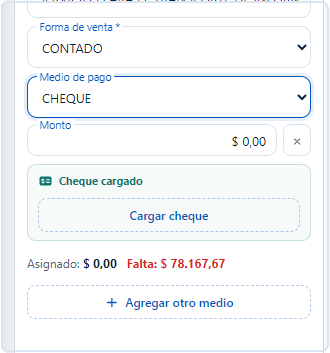 Forma de venta *
CONTADO
Medio de pago
CHEQUE
Monto
$ 0,00 ×
Cheque cargado
Cargar cheque
Asignado: $ 0,00 Falta: $ 78.167,67
+ Agregar otro medio